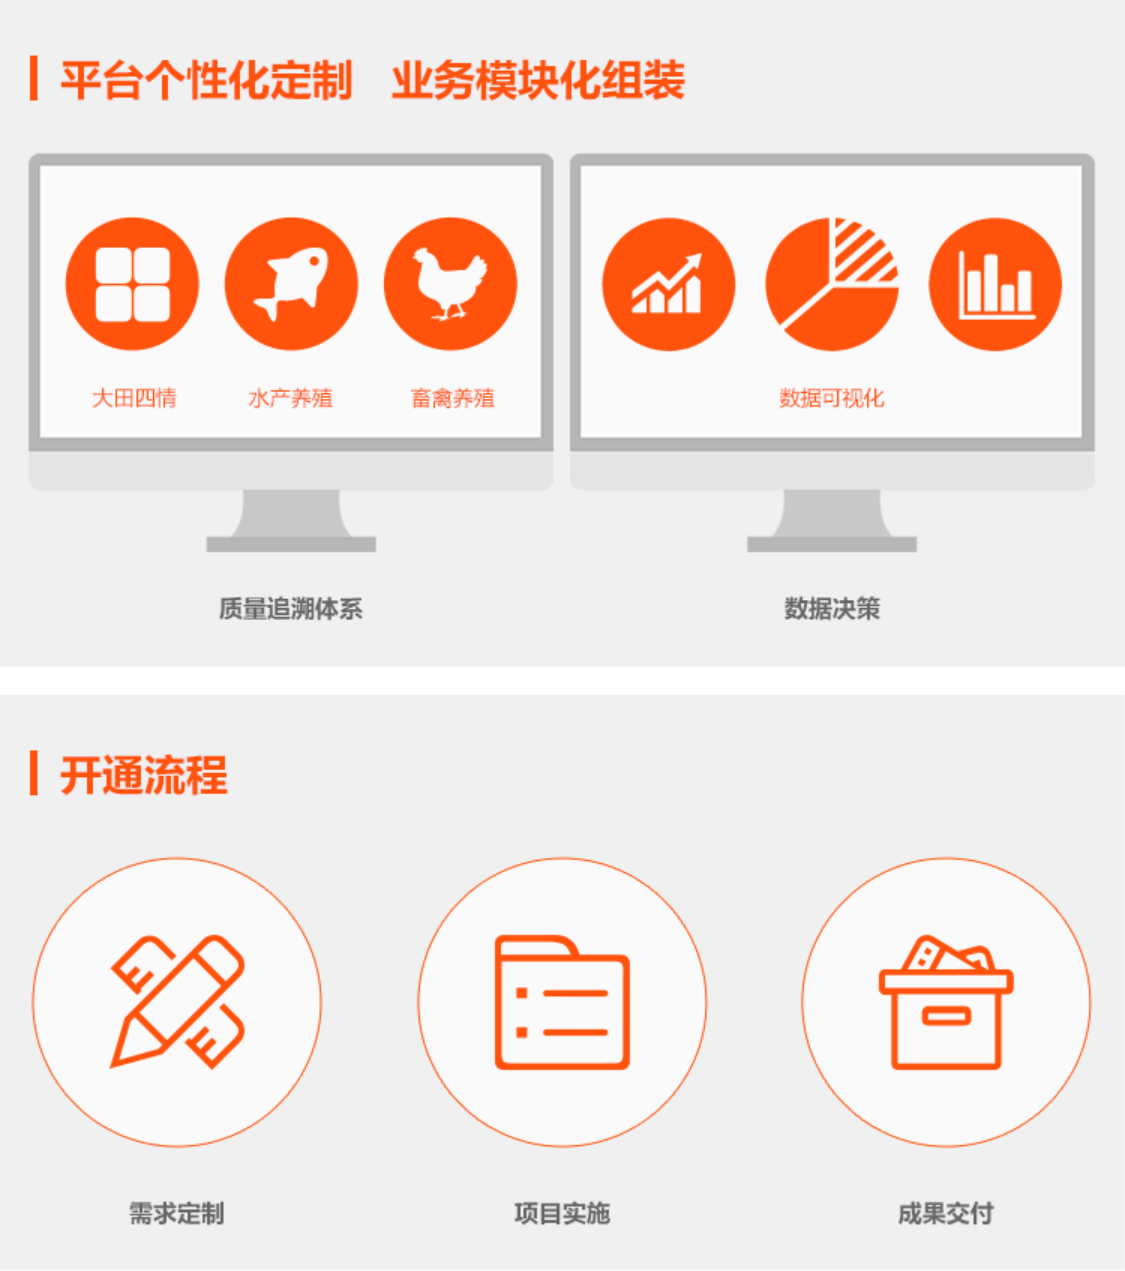 平台个性化定制 业务模块化组装
大田四情 水产养殖 畜禽养殖
数据可视化
质量追溯体系
数据决策
开通流程
需求定制
项目实施
成果交付